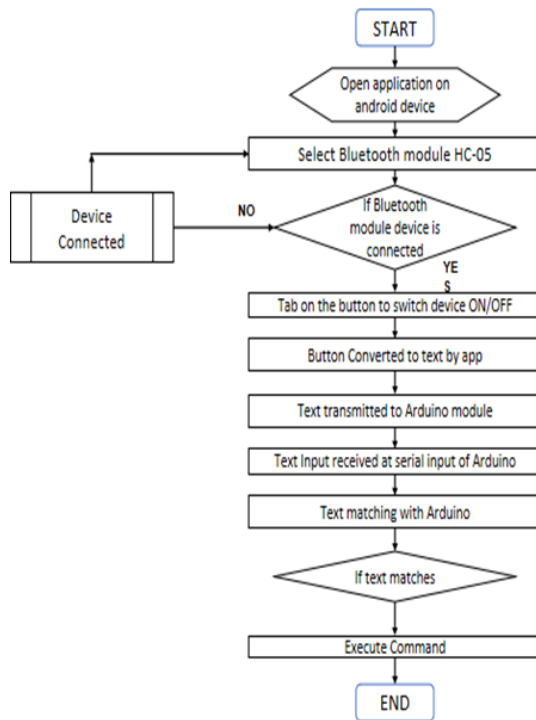 START
Open application on
android device
Select Bluetooth module HC-05
Device
Connected
NO
If Bluetooth
module device is
connected
YE
S
Tab on the button to switch device ON/OFF
Button Converted to text by app
Text transmitted to Arduino module
Text Input received at serial input of Arduino
Text matching with Arduino
If text matches
Execute Command
END